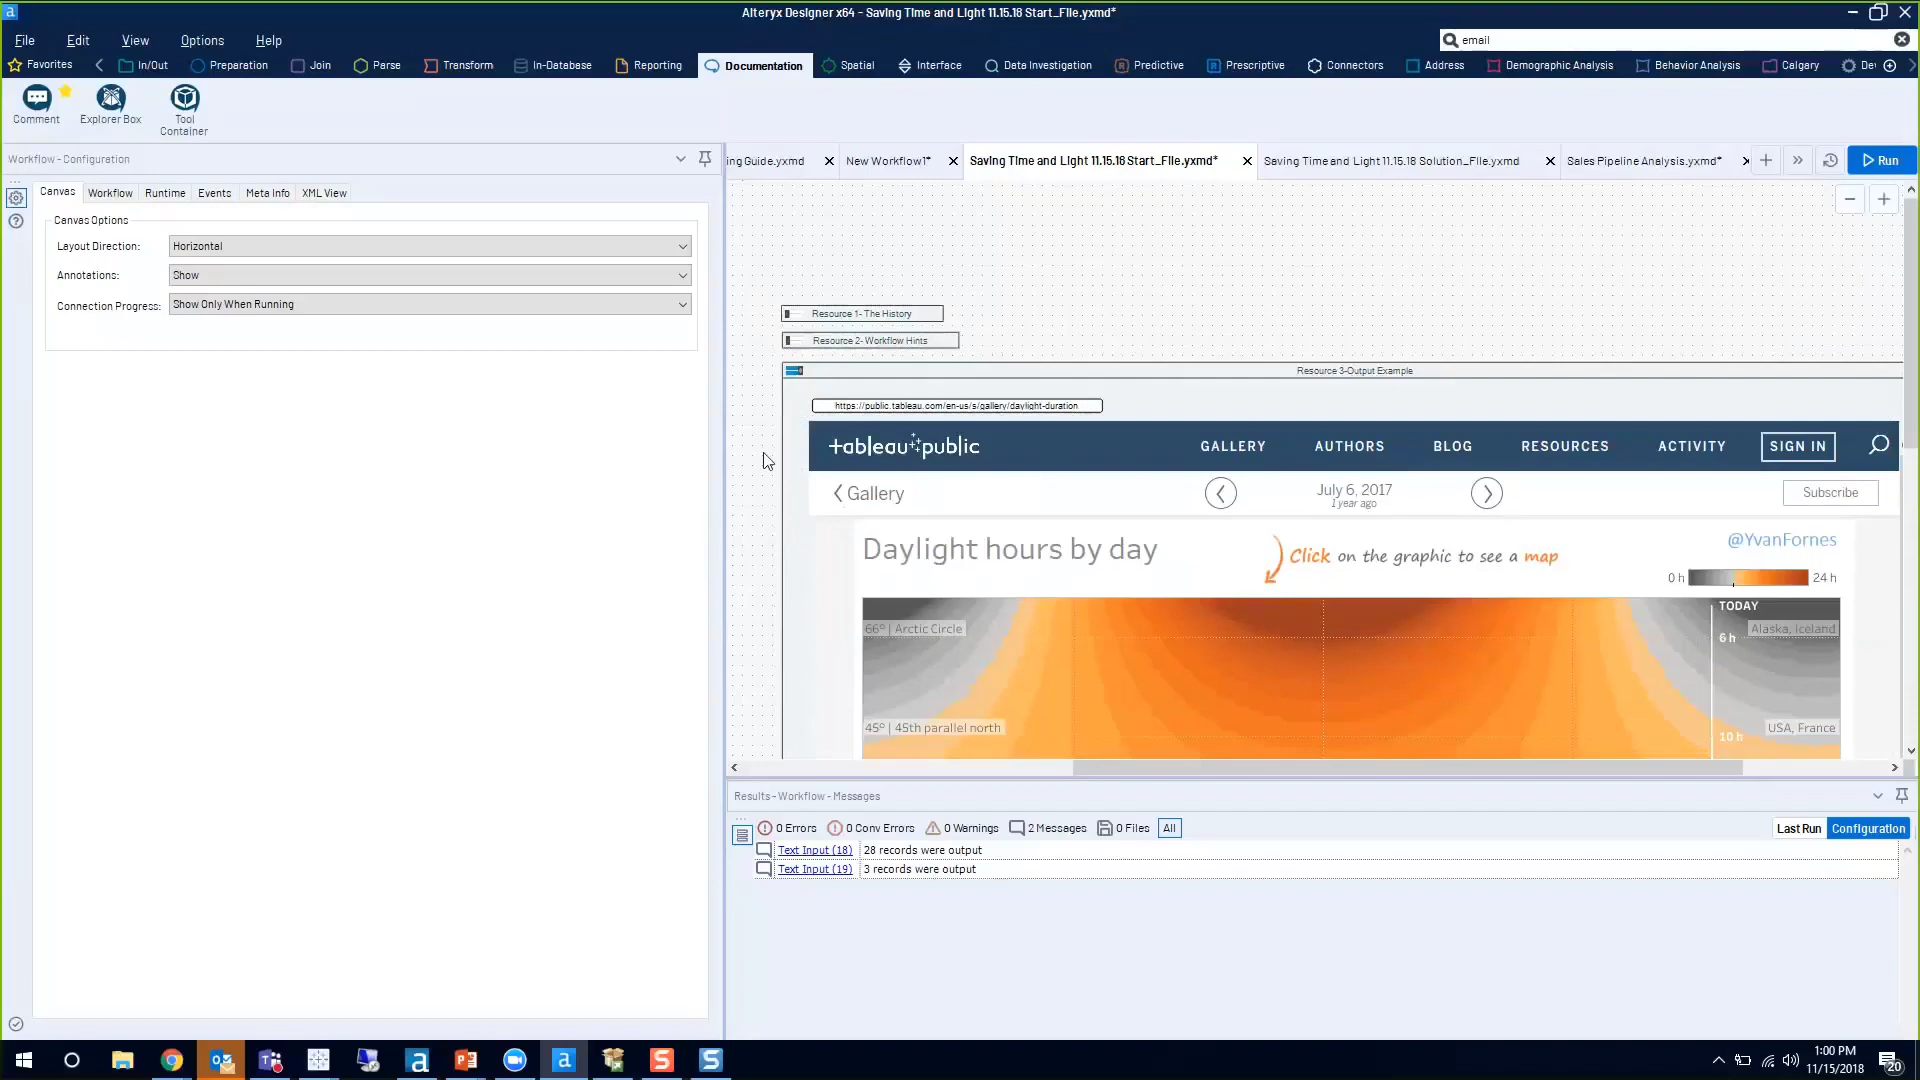 Alteryx Designer x64 - Saving Time and Light 11.15.18 Start_File.yxmd*
File Edit View Options Help
email
Favorites In/Out Preparation Join Parse Transform In-Database Reporting Documentation Spatial Interface Data Investigation Predictive Prescriptive Connectors Address Demographic Analysis Behavior Analysis Calgary
Comment Explorer Box Tool Container
Workflow - Configuration
ing Guide.yxmd New Workflow1* Saving Time and Light 11.15.18 Start_File.yxmd* Saving Time and Light 11.15.18 Solution_File.yxmd Sales Pipeline Analysis.yxmd* Run
Canvas Workflow Runtime Events Meta Info XML View
Canvas Options
Layout Direction: Horizontal
Annotations: Show
Connection Progress: Show Only When Running
Resource 1- The History
Resource 2- Workflow Hints
Resource 3-Output Example
https://public.tableau.com/en-us/s/gallery/daylight-duration
tableau public GALLERY AUTHORS BLOG RESOURCES ACTIVITY SIGN IN
Gallery July 6, 2017 Subscribe
1 year ago
Daylight hours by day Click on the graphic to see a map @YvanFornes
0 h 24 h
TODAY
66º | Arctic Circle Alaska, Iceland
6 h
45º | 45th parallel north USA, France
10 h
Results - Workflow - Messages
0 Errors 0 Conv Errors 0 Warnings 2 Messages 0 Files All Last Run Configuration
Text Input (18) 28 records were output
Text Input (19) 3 records were output
1:00 PM
11/15/2018
20